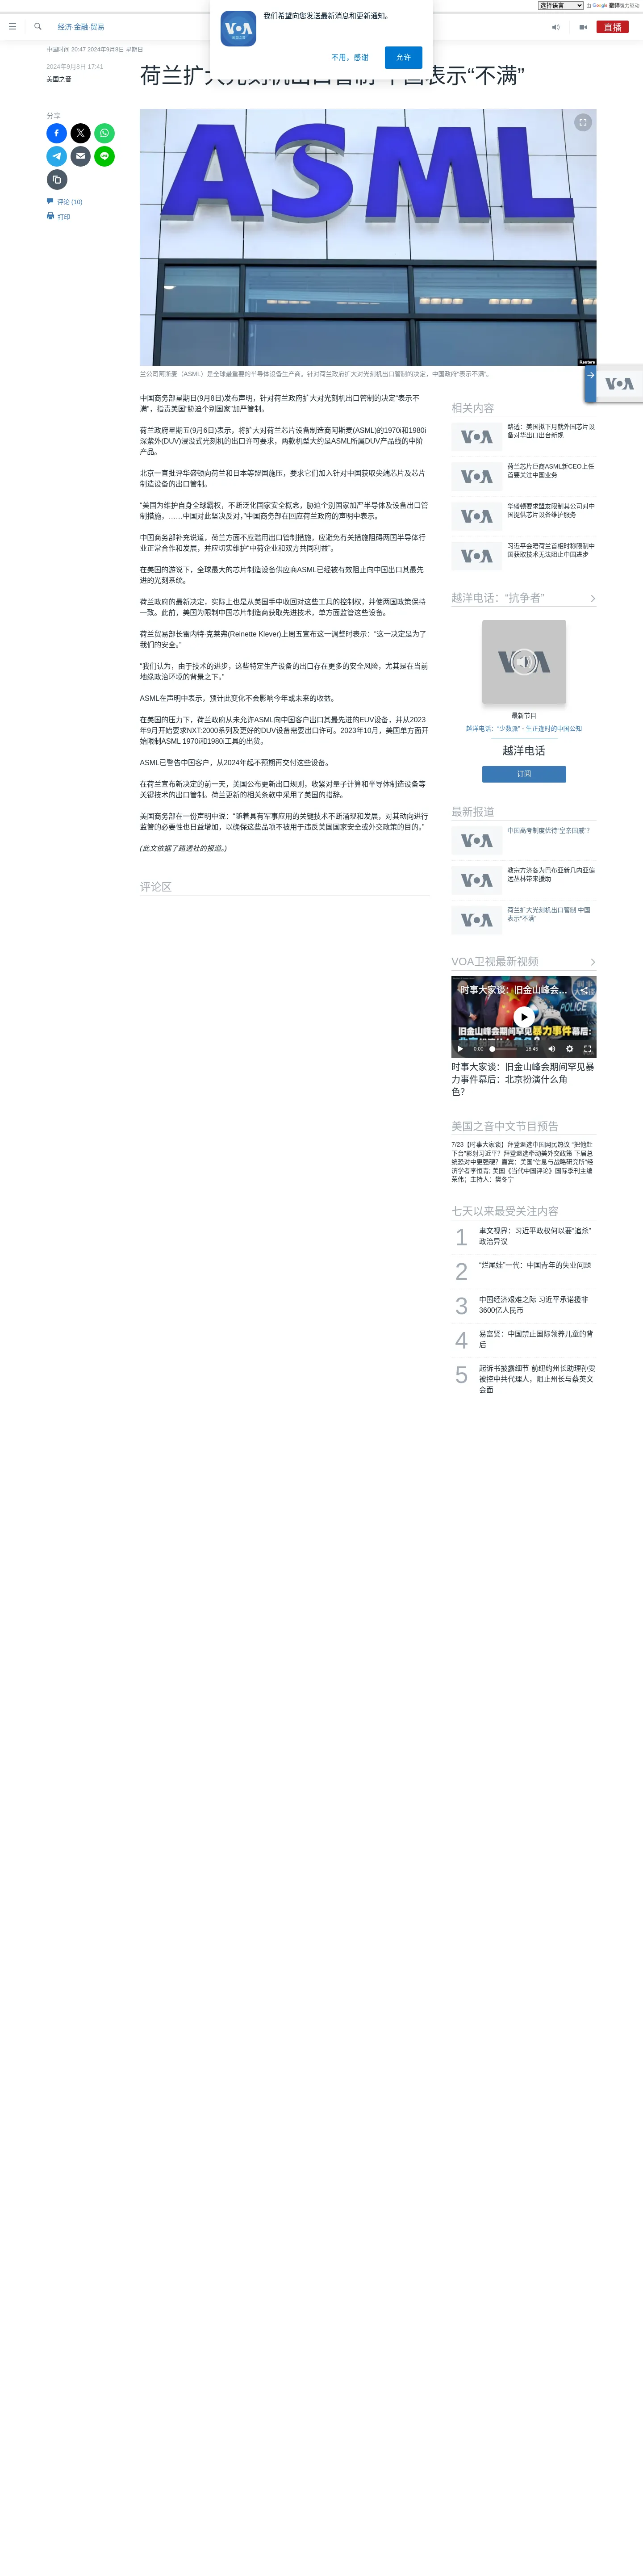 选择语言 由 Google 翻译强力驱动
经济·金融·贸易
直播
VOA
美国之音
我们希望向您发送最新消息和更新通知。
不用，感谢
允许
中国时间 20:47 2024年9月8日 星期日
荷兰扩大光刻机出口管制 中国表示“不满”
2024年9月8日 17:41
美国之音
分享
评论 (10)
打印
ASML
ASML
Reuters
兰公司阿斯麦（ASML）是全球最重要的半导体设备生产商。针对荷兰政府扩大对光刻机出口管制的决定，中国政府“表示不满”。
中国商务部星期日(9月8日)发布声明，针对荷兰政府扩大对光刻机出口管制的决定“表示不
满”，指责美国“胁迫个别国家”加严管制。
荷兰政府星期五(9月6日)表示，将扩大对荷兰芯片设备制造商阿斯麦(ASML)的1970i和1980i
深紫外(DUV)浸没式光刻机的出口许可要求，两款机型大约是ASML所属DUV产品线的中阶
产品。
北京一直批评华盛顿向荷兰和日本等盟国施压，要求它们加入针对中国获取尖端芯片及芯片
制造设备的出口管制。
“美国为维护自身全球霸权，不断泛化国家安全概念，胁迫个别国家加严半导体及设备出口管
制措施，……中国对此坚决反对，”中国商务部在回应荷兰政府的声明中表示。
中国商务部补充说道，荷兰方面不应滥用出口管制措施，应避免有关措施阻碍两国半导体行
业正常合作和发展，并应切实维护“中荷企业和双方共同利益”。
在美国的游说下，全球最大的芯片制造设备供应商ASML已经被有效阻止向中国出口其最先
进的光刻系统。
荷兰政府的最新决定，实际上也是从美国手中收回对这些工具的控制权，并使两国政策保持
一致。此前，美国为限制中国芯片制造商获取先进技术，单方面监管这些设备。
荷兰贸易部长雷内特·克莱弗(Reinette Klever)上周五宣布这一调整时表示：“这一决定是为了
我们的安全。”
“我们认为，由于技术的进步，这些特定生产设备的出口存在更多的安全风险，尤其是在当前
地缘政治环境的背景之下。”
ASML在声明中表示，预计此变化不会影响今年或未来的收益。
在美国的压力下，荷兰政府从未允许ASML向中国客户出口其最先进的EUV设备，并从2023
年9月开始要求NXT:2000系列及更好的DUV设备需要出口许可。2023年10月，美国单方面开
始限制ASML 1970i和1980i工具的出货。
ASML已警告中国客户，从2024年起不预期再交付这些设备。
在荷兰宣布新决定的前一天，美国公布更新出口规则，收紧对量子计算和半导体制造设备等
关键技术的出口管制。荷兰更新的相关条款中采用了美国的措辞。
美国商务部在一份声明中说：“随着具有军事应用的关键技术不断涌现和发展，对其动向进行
监管的必要性也日益增加，以确保这些品项不被用于违反美国国家安全或外交政策的目的。”
(此文依据了路透社的报道。)
评论区
VOA
相关内容
VOA
路透：美国拟下月就外国芯片设
备对华出口出台新规
VOA
荷兰芯片巨商ASML新CEO上任
首要关注中国业务
VOA
华盛顿要求盟友限制其公司对中
国提供芯片设备维护服务
VOA
习近平会晤荷兰首相时称限制中
国获取技术无法阻止中国进步
越洋电话：“抗争者”
VOA
最新节目
越洋电话：“少数派” - 生正逢时的中国公知
越洋电话
订阅
最新报道
VOA
中国高考制度优待“皇亲国戚”？
VOA
教宗方济各为巴布亚新几内亚偏
远丛林带来援助
VOA
荷兰扩大光刻机出口管制 中国
表示“不满”
VOA卫视最新视频
时事大家谈：旧金山峰会...
旧金山峰会期间罕见暴力事件幕后:
0:00 18:45
时事大家谈：旧金山峰会期间罕见暴
力事件幕后：北京扮演什么角
色？
美国之音中文节目预告
7/23【时事大家谈】拜登退选中国网民热议 “把他赶
下台”影射习近平？拜登退选牵动美外交政策 下届总
统恐对中更强硬？嘉宾：美国“信息与战略研究所”经
济学者李恒青; 美国《当代中国评论》国际季刊主编
荣伟；主持人：樊冬宁
七天以来最受关注内容
1 聿文视界：习近平政权何以要“追杀”
政治异议
2 “烂尾娃”一代：中国青年的失业问题
3 中国经济艰难之际 习近平承诺援非
3600亿人民币
4 易富贤：中国禁止国际领养儿童的背
后
5 起诉书披露细节 前纽约州长助理孙雯
被控中共代理人，阻止州长与蔡英文
会面